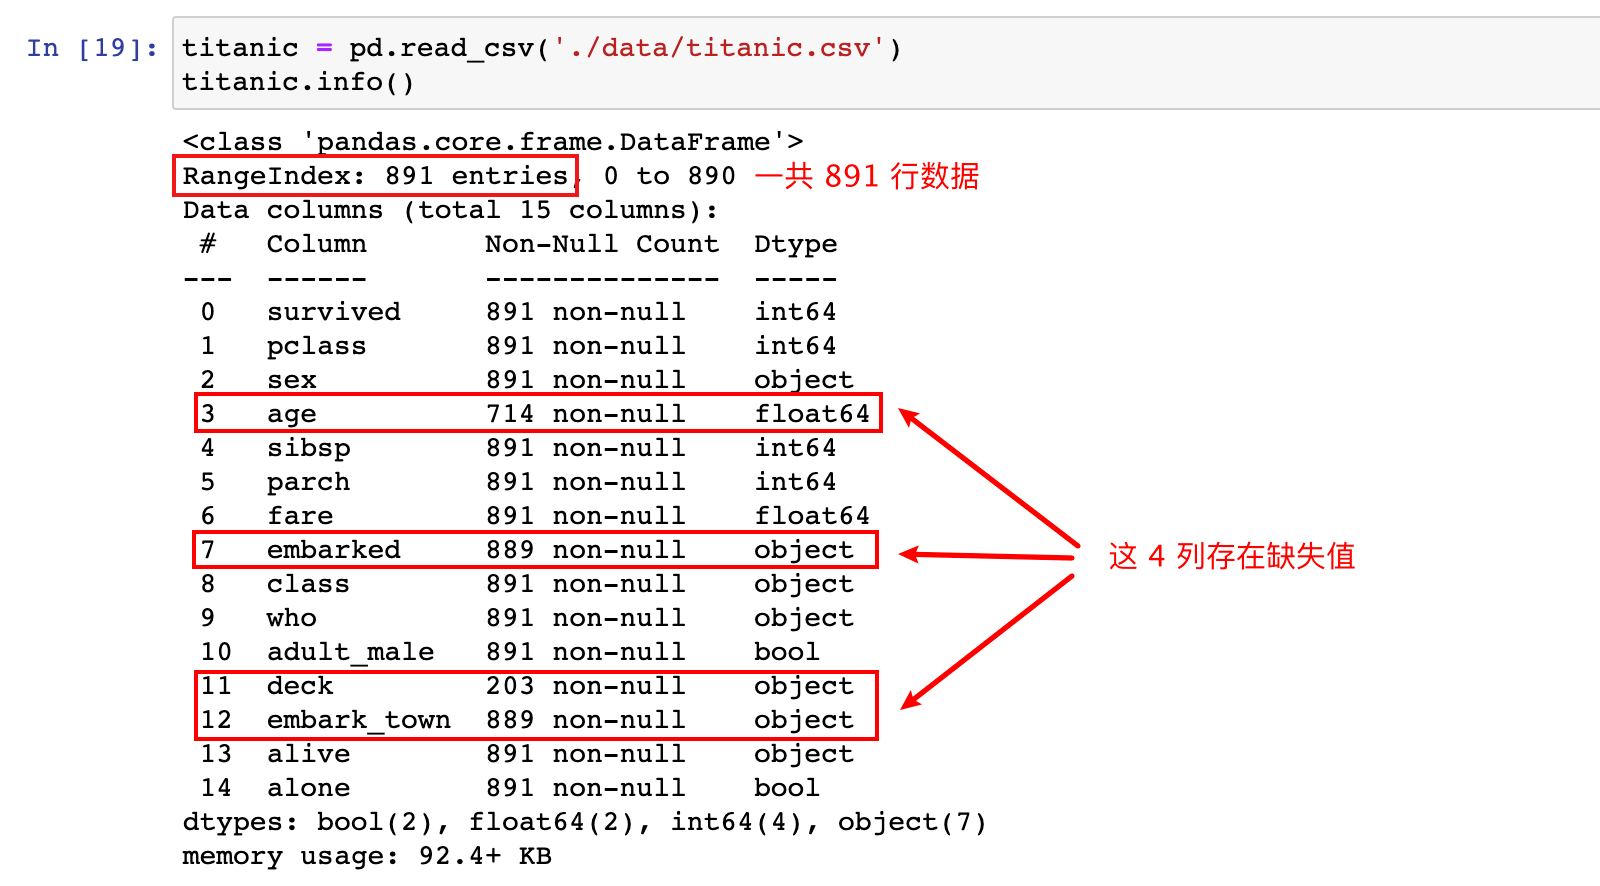 In [19]: titanic = pd.read_csv('./data/titanic.csv')
titanic.info()
<class 'pandas.core.frame.DataFrame'>
RangeIndex: 891 entries, 0 to 890 一共 891 行数据
Data columns (total 15 columns):
# Column Non-Null Count Dtype
--- ------ -------------- -----
0 survived 891 non-null int64
1 pclass 891 non-null int64
2 sex 891 non-null object
3 age 714 non-null float64
4 sibsp 891 non-null int64
5 parch 891 non-null int64
6 fare 891 non-null float64
7 embarked 889 non-null object 这 4 列存在缺失值
8 class 891 non-null object
9 who 891 non-null object
10 adult_male 891 non-null bool
11 deck 203 non-null object
12 embark_town 889 non-null object
13 alive 891 non-null object
14 alone 891 non-null bool
dtypes: bool(2), float64(2), int64(4), object(7)
memory usage: 92.4+ KB